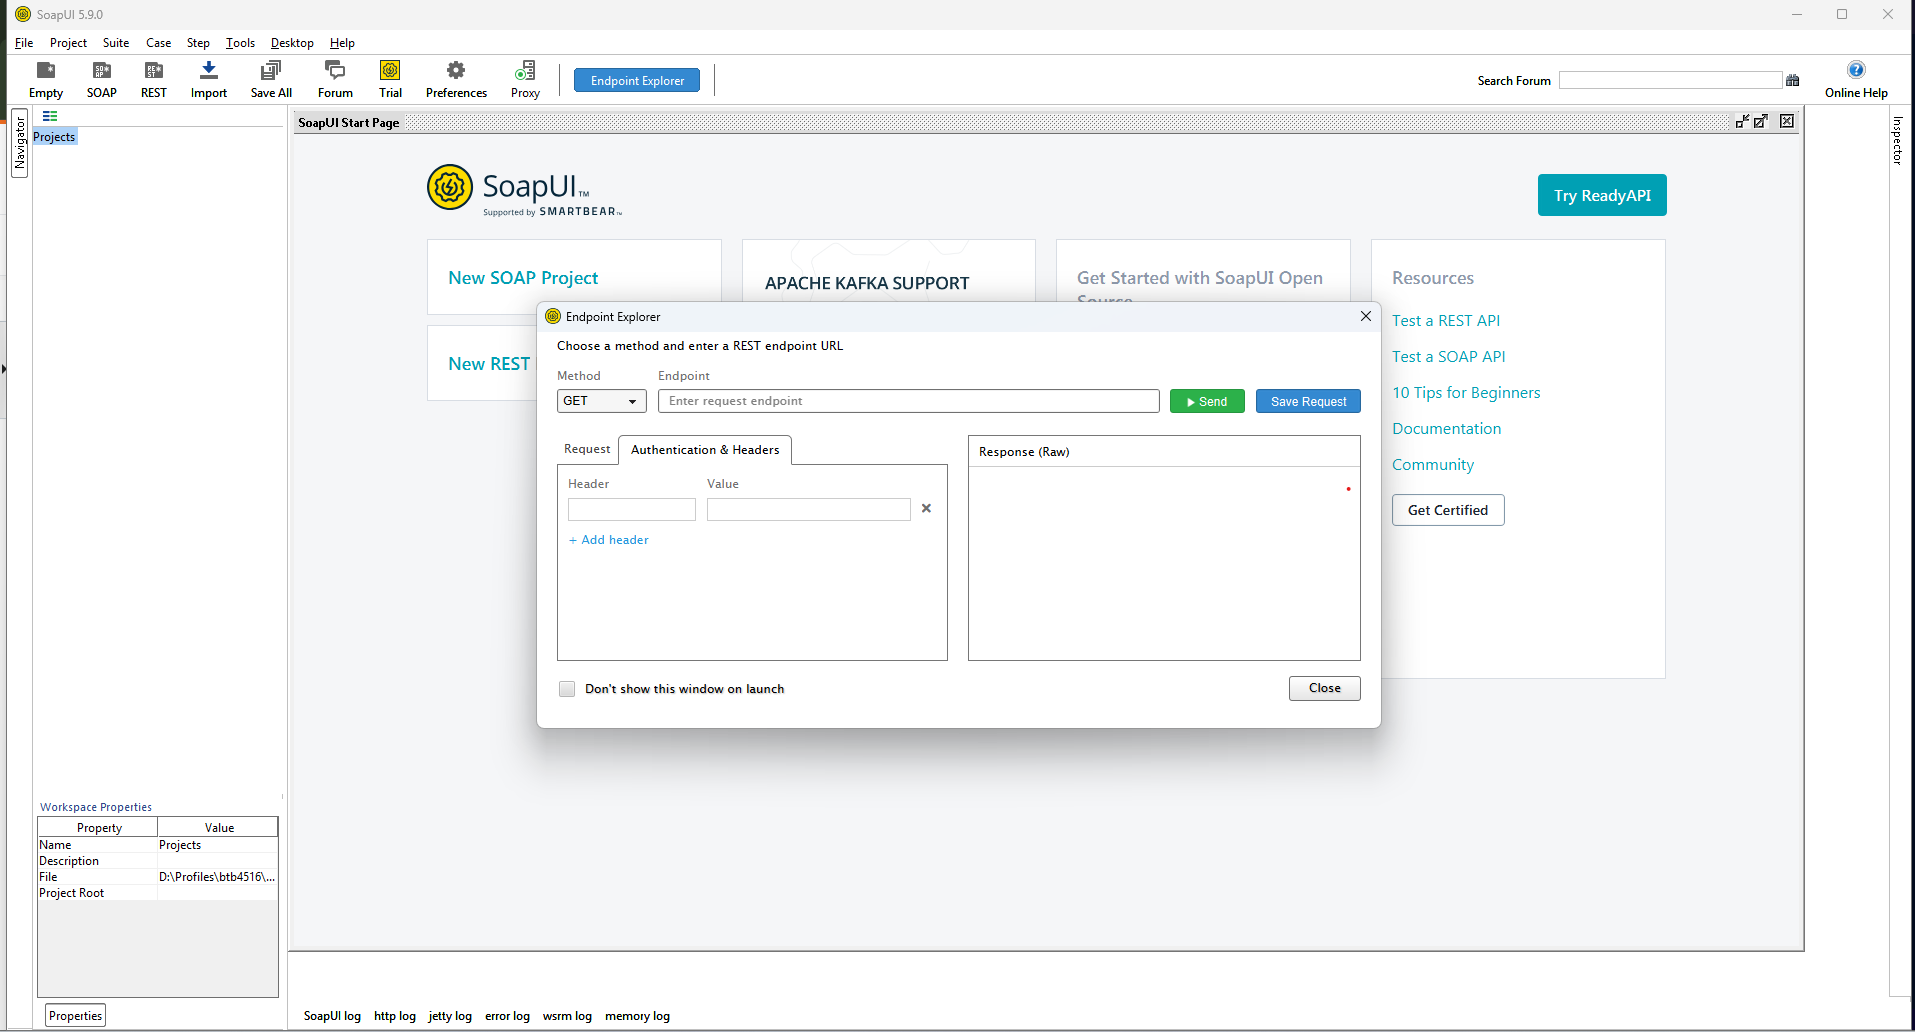 SoapUI 5.9.0
File Project Suite Case Step Tools Desktop Help
Empty SOAP REST Import Save All Forum Trial Preferences Proxy Endpoint Explorer Search Forum Online Help
Navigator
Projects
SoapUI Start Page
Inspector
SoapUI™
Supported by SMARTBEAR™
Try ReadyAPI
New SOAP Project
New REST
APACHE KAFKA SUPPORT
Get Started with SoapUI Open
Source
Resources
Test a REST API
Test a SOAP API
10 Tips for Beginners
Documentation
Community
Get Certified
Endpoint Explorer
Choose a method and enter a REST endpoint URL
Method Endpoint
GET Enter request endpoint Send Save Request
Request Authentication & Headers
Header Value
+ Add header
Response (Raw)
Don't show this window on launch
Close
Workspace Properties
Property Value
Name Projects
Description
File D:\Profiles\btb4516\...
Project Root
Properties
SoapUI log http log jetty log error log wsrm log memory log